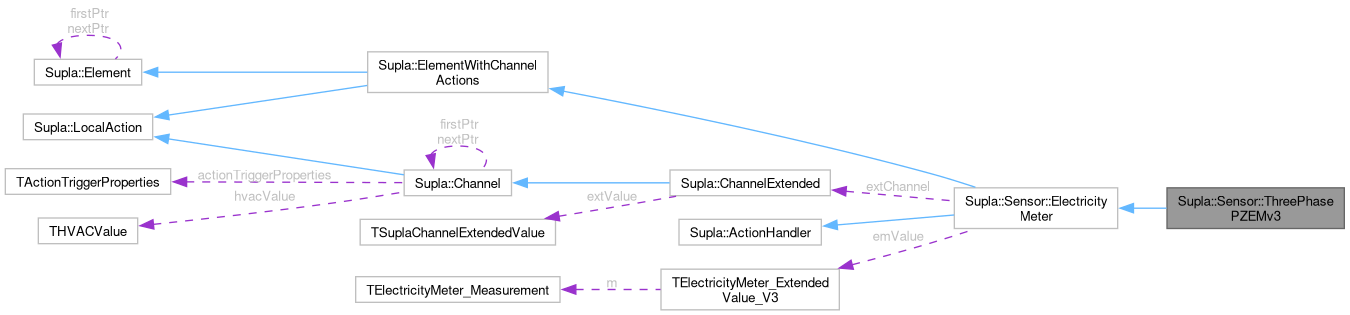 firstPtr
nextPtr
Supla::Element
Supla::ElementWithChannel
Actions
Supla::LocalAction
firstPtr
nextPtr
TActionTriggerProperties
actionTriggerProperties
hvacValue
THVACValue
Supla::Channel
extValue
TSuplaChannelExtendedValue
Supla::ChannelExtended
extChannel
Supla::ActionHandler
emValue
Supla::Sensor::Electricity
Meter
Supla::Sensor::ThreePhase
PZEMv3
TElectricityMeter_Measurement
m
TElectricityMeter_Extended
Value_V3